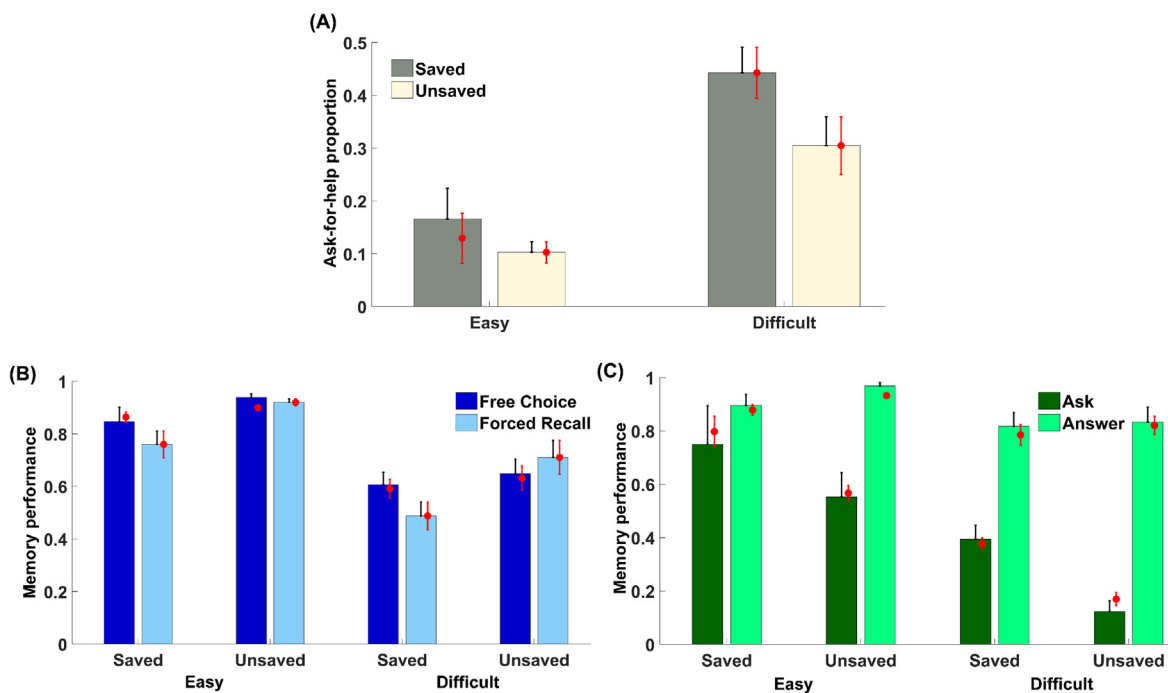 (A)
Ask-for-help proportion
0.5
0.4
0.3
0.2
0.1
0
Saved
Unsaved
Easy
Difficult
(B)
Memory performance
1
0.8
0.6
0.4
0.2
0
Free Choice
Forced Recall
Saved
Unsaved
Saved
Unsaved
Easy
Difficult
(C)
Memory performance
1
0.8
0.6
0.4
0.2
0
Ask
Answer
Saved
Unsaved
Saved
Unsaved
Easy
Difficult